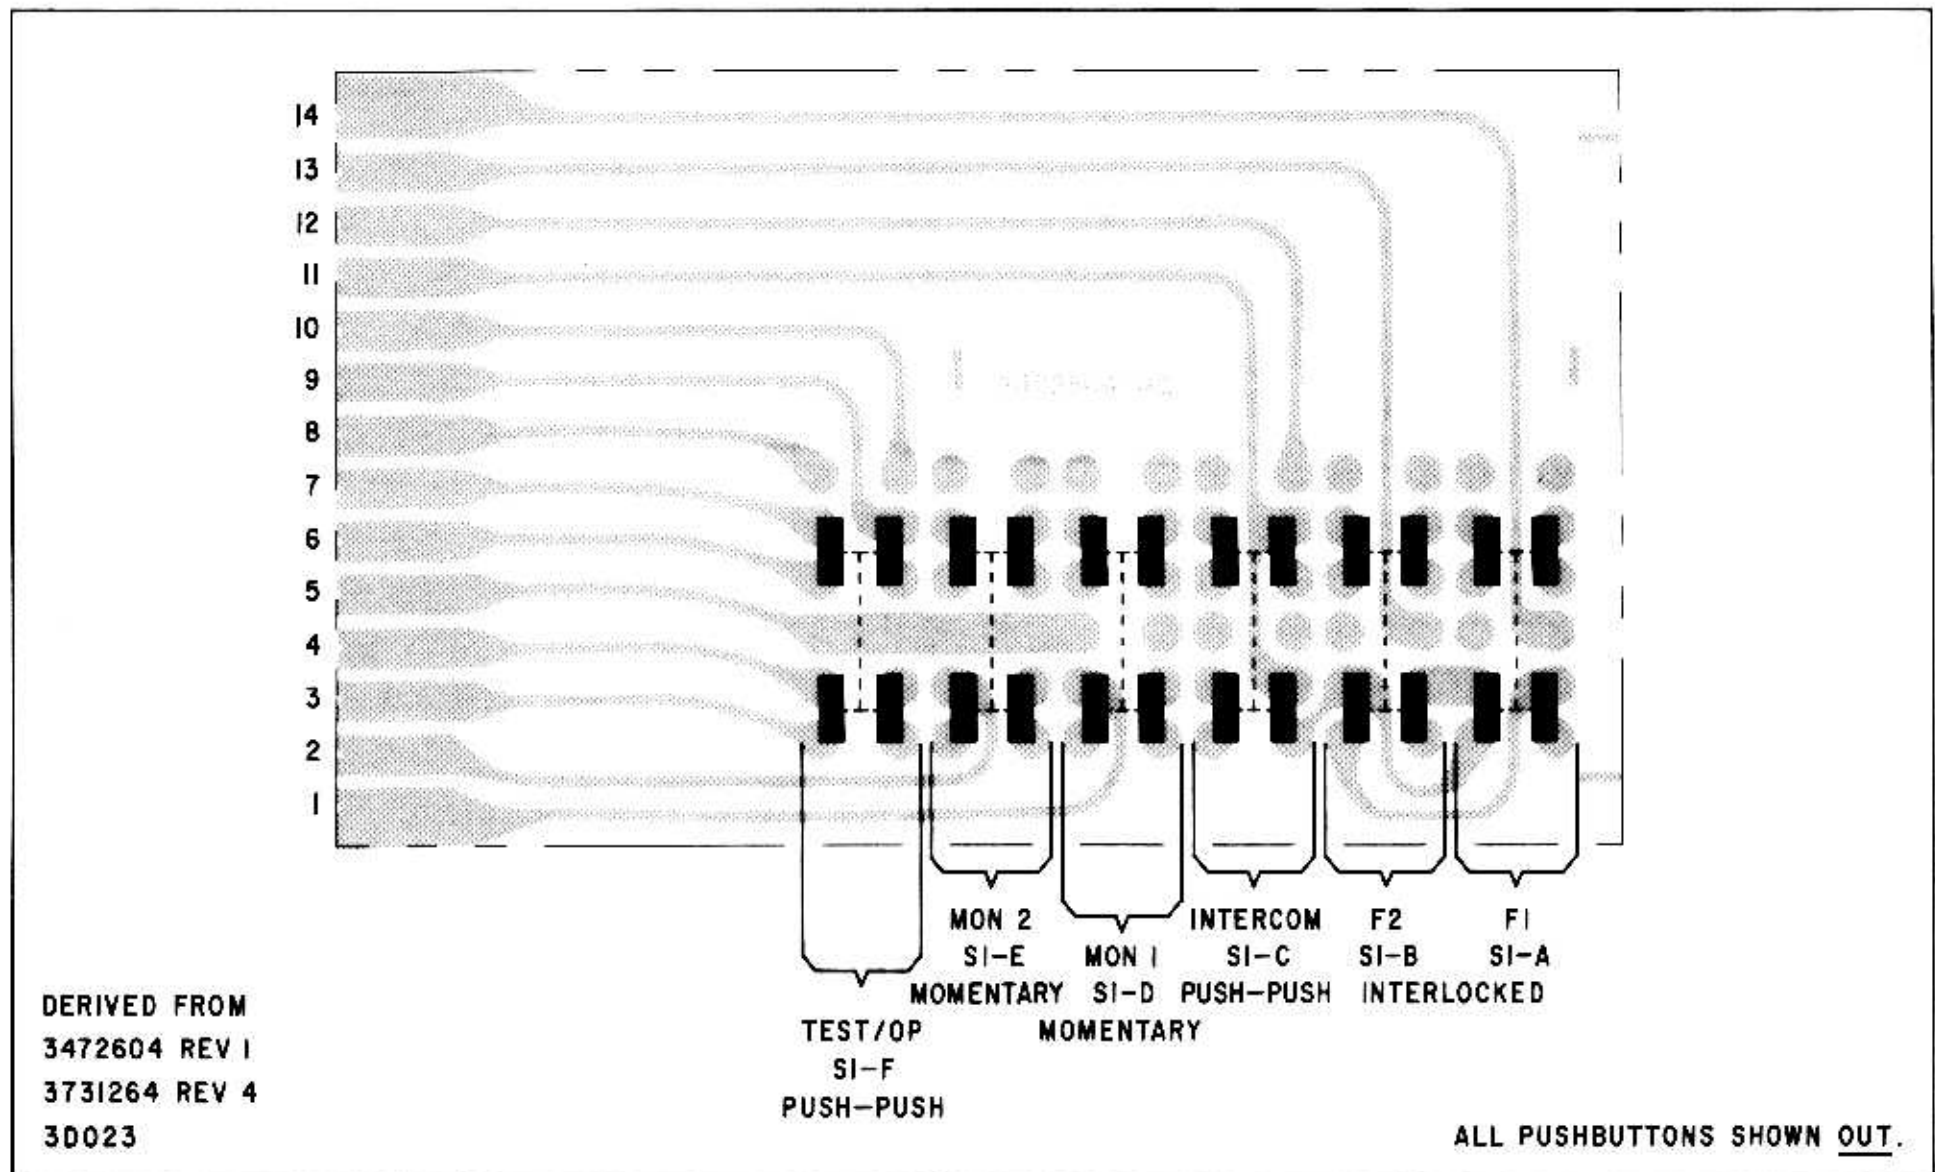 14
13
12
11
10
9
8
7
6
5
4
3
2
1
MON 2
S1-E
MOMENTARY
MON 1
S1-D
MOMENTARY
INTERCOM
S1-C
PUSH-PUSH
F2
S1-B
F1
S1-A
INTERLOCKED
TEST/OP
S1-F
PUSH-PUSH
DERIVED FROM
3472604 REV 1
3731264 REV 4
3D023
ALL PUSHBUTTONS SHOWN OUT.